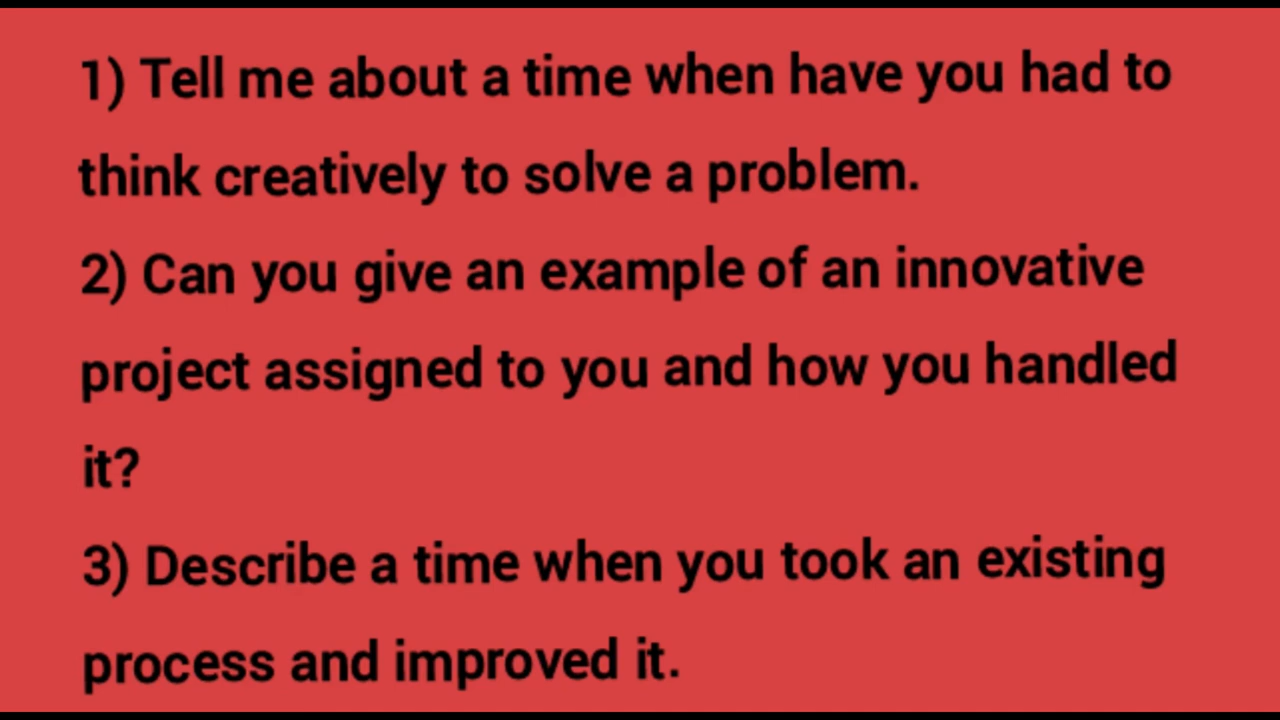 1) Tell me about a time when have you had to
think creatively to solve a problem.
2) Can you give an example of an innovative
project assigned to you and how you handled
it?
3) Describe a time when you took an existing
process and improved it.